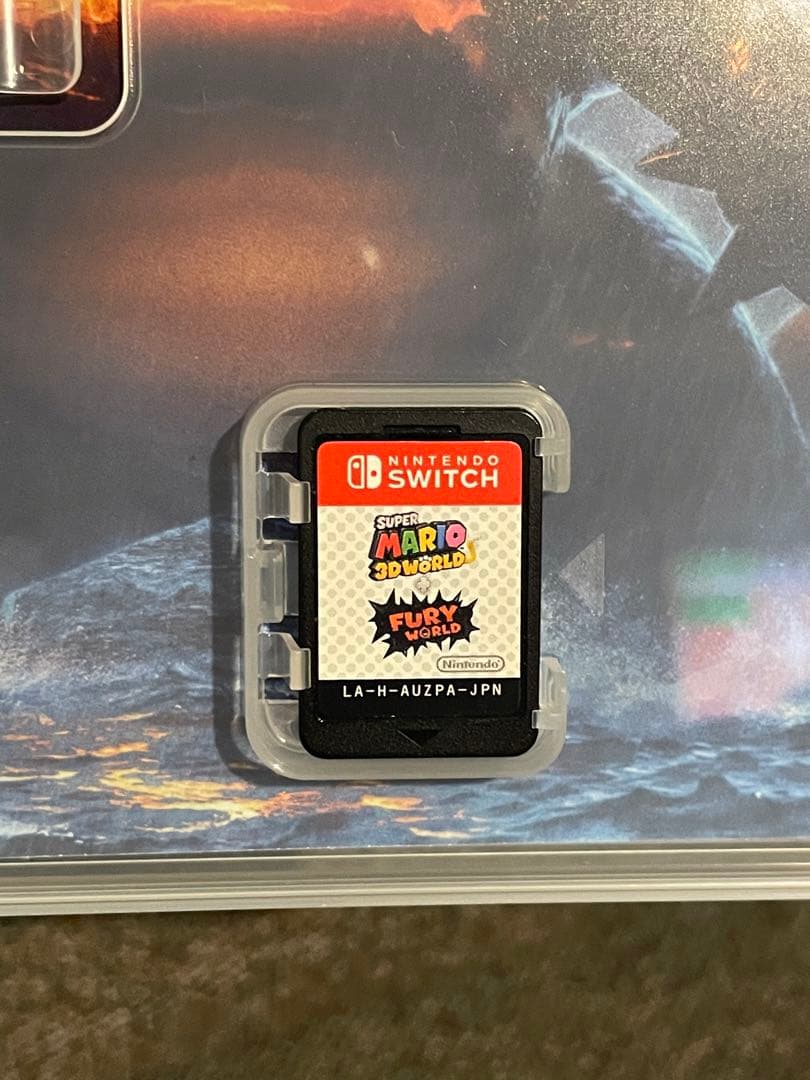 NINTENDO
SWITCH
SUPER
MARIO
3D WORLD
+
FURY
WORLD
Nintendo
LA-H-AUZPA-JPN